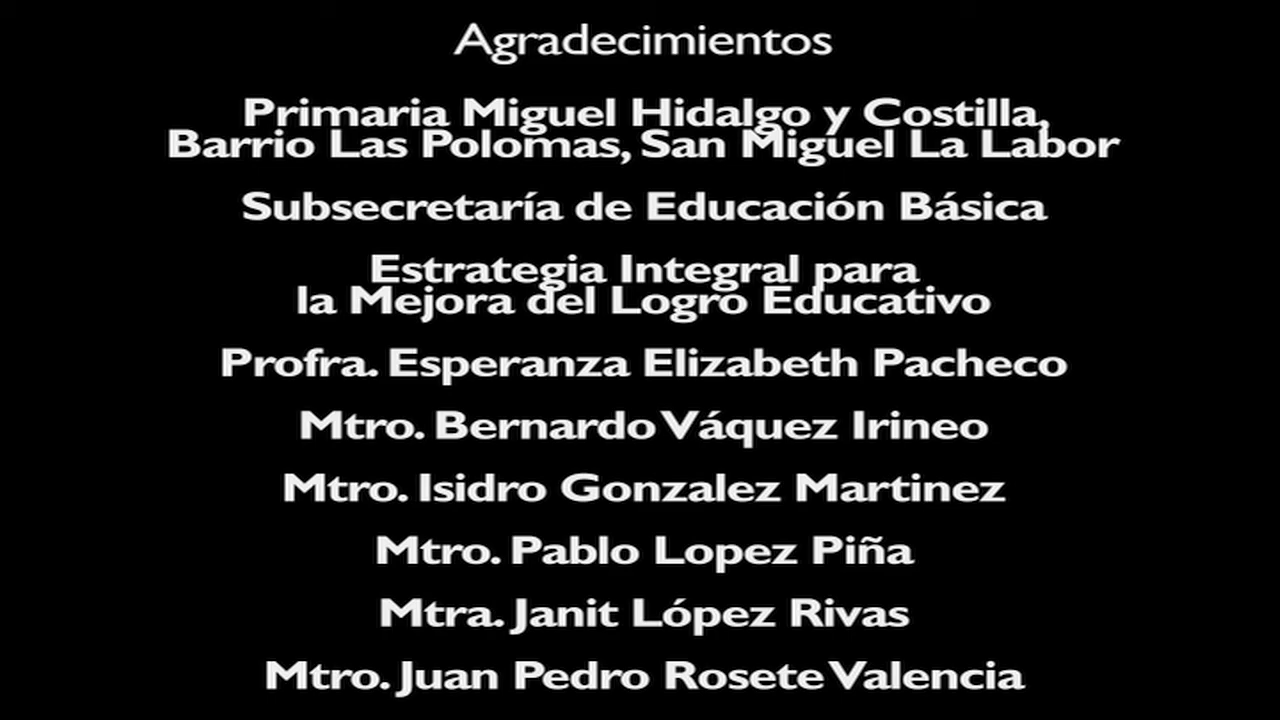 Agradecimientos
Primaria Miguel Hidalgo y Costilla,
Barrio Las Polomas, San Miguel La Labor
Subsecretaría de Educación Básica
Estrategia Integral para
la Mejora del Logro Educativo
Profra. Esperanza Elizabeth Pacheco
Mtro. Bernardo Váquez Irineo
Mtro. Isidro Gonzalez Martinez
Mtro. Pablo Lopez Piña
Mtra. Janit López Rivas
Mtro. Juan Pedro Rosete Valencia